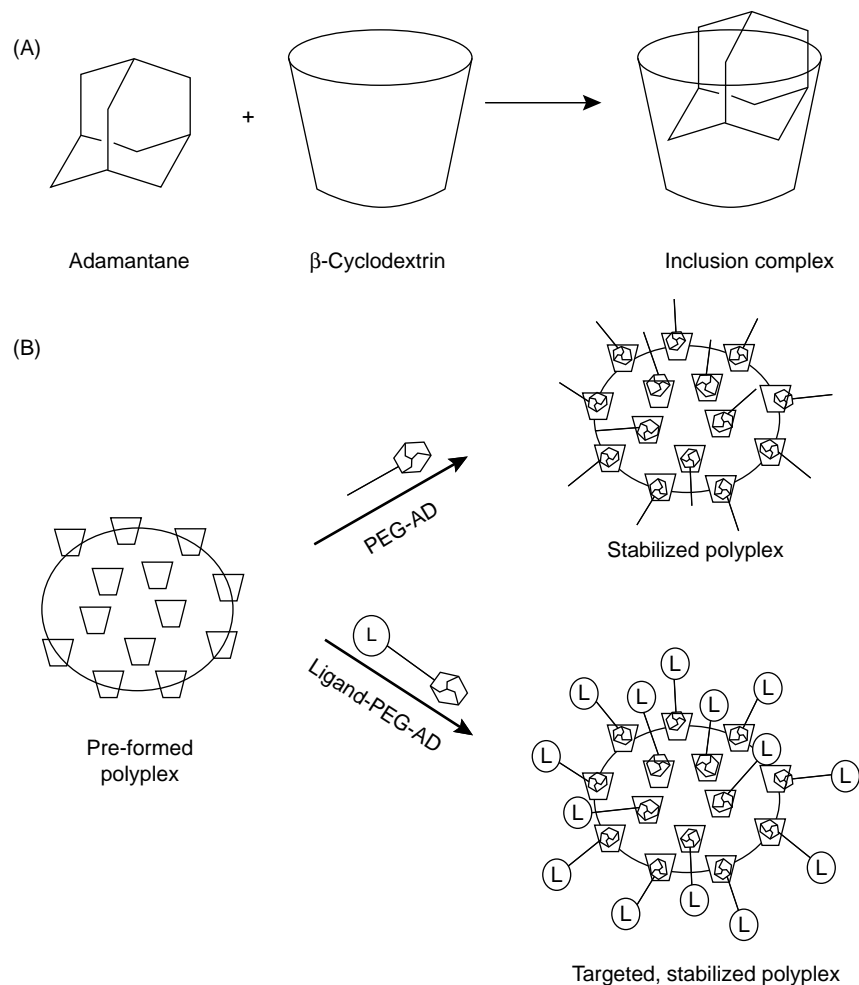 (A)
+
Adamantane
β-Cyclodextrin
Inclusion complex
(B)
PEG-AD
Stabilized polyplex
L
Ligand-PEG-AD
Pre-formed
polyplex
L
L
L
L
L
L
L
L
L
L
L
L
L
L
Targeted, stabilized polyplex